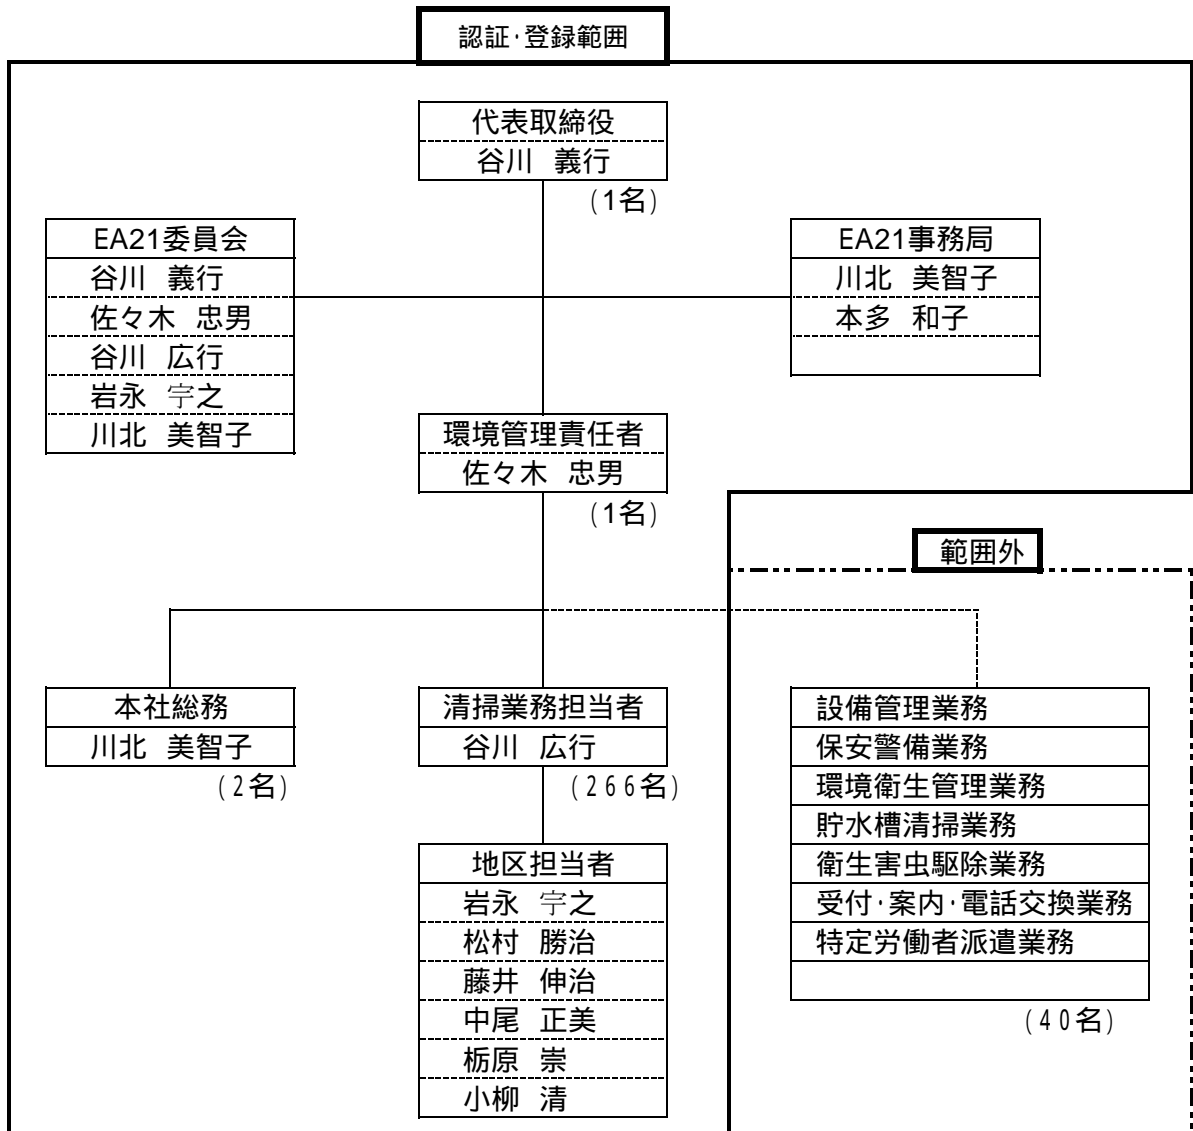 認証・登録範囲
代表取締役
谷川 義行
(1名)
EA21委員会
谷川 義行
佐々木 忠男
谷川 広行
岩永 宇之
川北 美智子
EA21事務局
川北 美智子
本多 和子
環境管理責任者
佐々木 忠男
(1名)
範囲外
本社総務
川北 美智子
(2名)
清掃業務担当者
谷川 広行
(266名)
地区担当者
岩永 宇之
松村 勝治
藤井 伸治
中尾 正美
栃原 崇
小柳 清
設備管理業務
保安警備業務
環境衛生管理業務
貯水槽清掃業務
衛生害虫駆除業務
受付・案内・電話交換業務
特定労働者派遣業務
(40名)